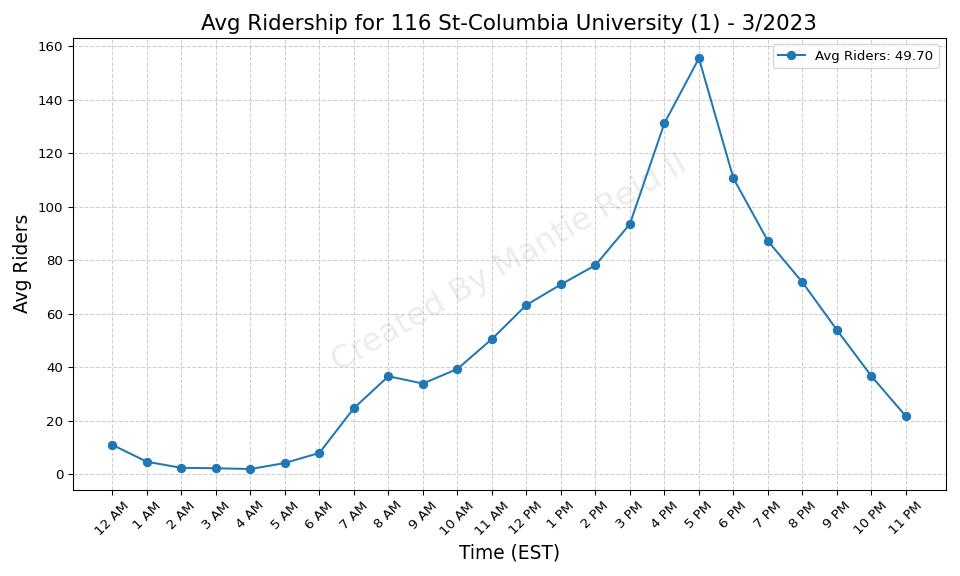 Avg Ridership for 116 St-Columbia University (1) - 3/2023
Avg Riders: 49.70
160
140
120
100
80
60
40
20
0
Avg Riders
Created By Mantle Reid II
12 AM
1 AM
2 AM
3 AM
4 AM
5 AM
6 AM
7 AM
8 AM
9 AM
10 AM
11 AM
12 PM
1 PM
2 PM
3 PM
4 PM
5 PM
6 PM
7 PM
8 PM
9 PM
10 PM
11 PM
Time (EST)